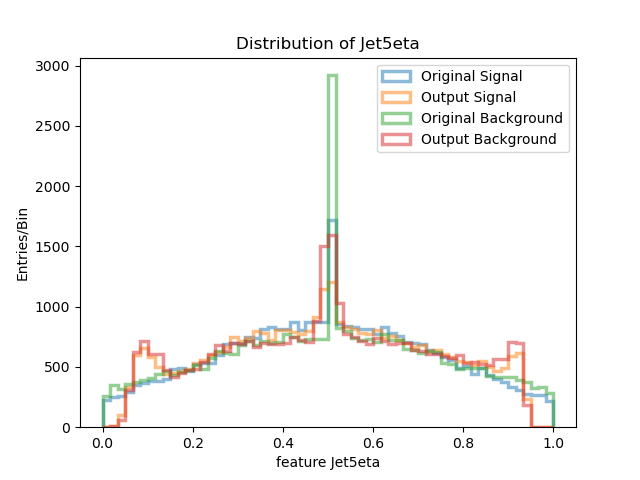 Distribution of Jet5eta
Original Signal
Output Signal
Original Background
Output Background
Entries/Bin
3000
2500
2000
1500
1000
500
0
0.0 0.2 0.4 0.6 0.8 1.0
feature Jet5eta